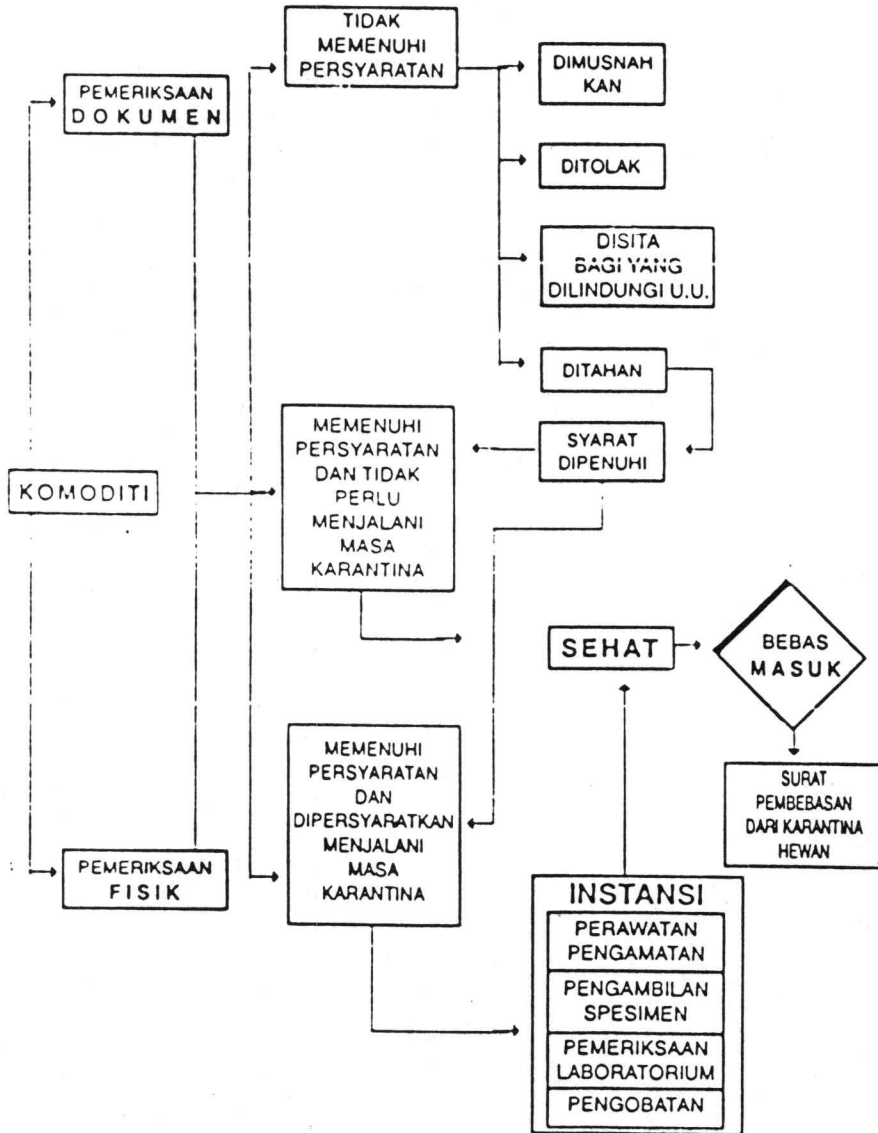 TIDAK
MEMENUHI
PERSYARATAN
DIMUSNAH
KAN
PEMERIKSAAN
DOKUMEN
DITOLAK
DISITA
BAGI YANG
DILINDUNGI U.U.
DITAHAN
MEMENUHI
PERSYARATAN
DAN TIDAK
PERLU
MENJALANI
MASA
KARANTINA
SYARAT
DIPENUHI
KOMODITI
SEHAT
BEBAS
MASUK
MEMENUHI
PERSYARATAN
DAN
DIPERSYARATKAN
MENJALANI
MASA
KARANTINA
SURAT
PEMBEBASAN
DARI KARANTINA
HEWAN
PEMERIKSAAN
FISIK
INSTANSI
PERAWATAN
PENGAMATAN
PENGAMBILAN
SPESIMEN
PEMERIKSAAN
LABORATORIUM
PENGOBATAN